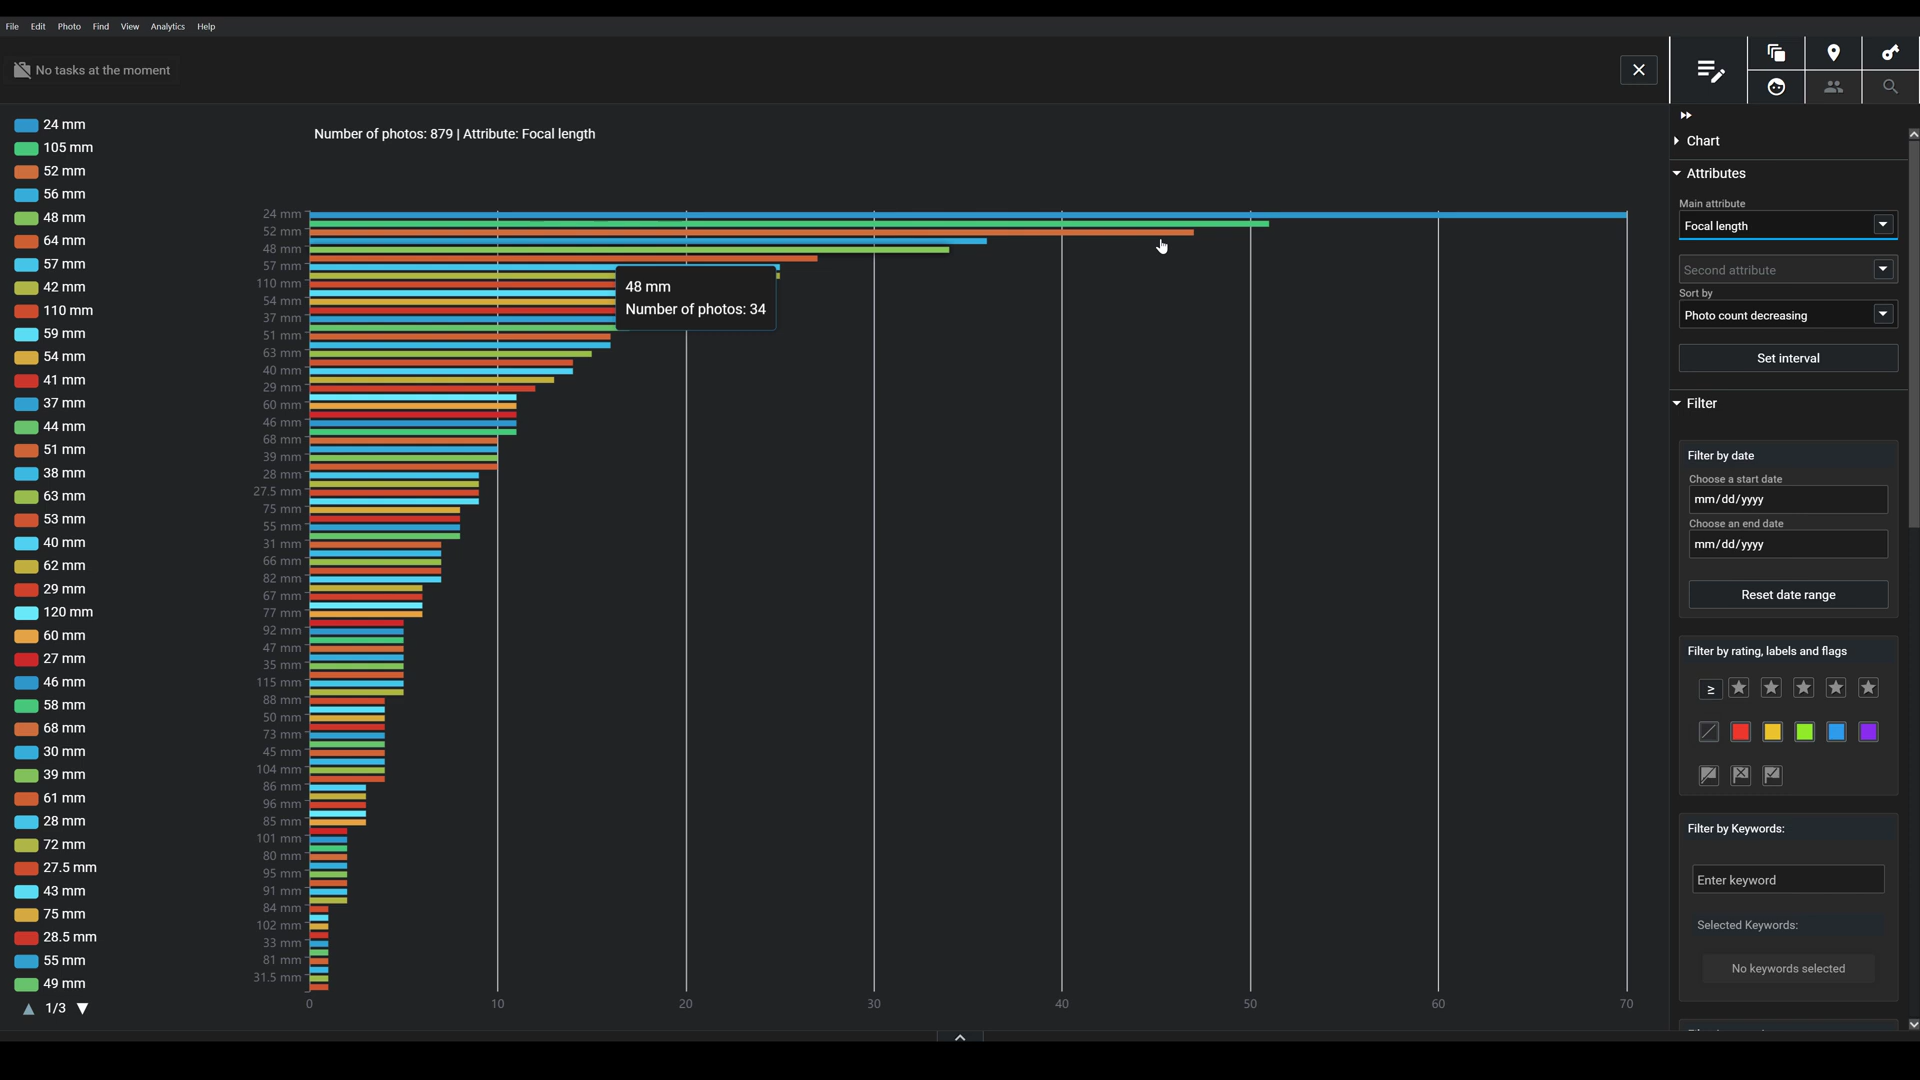 File Edit Photo Find View Analytics Help
No tasks at the moment
24 mm
105 mm
52 mm
56 mm
48 mm
64 mm
57 mm
42 mm
110 mm
59 mm
54 mm
41 mm
37 mm
44 mm
51 mm
38 mm
63 mm
53 mm
40 mm
62 mm
29 mm
120 mm
60 mm
27 mm
46 mm
58 mm
68 mm
30 mm
39 mm
61 mm
28 mm
72 mm
27.5 mm
43 mm
75 mm
28.5 mm
55 mm
49 mm
1/3
Number of photos: 879 | Attribute: Focal length
24 mm
52 mm
48 mm
57 mm
110 mm
54 mm
37 mm
51 mm
63 mm
40 mm
29 mm
60 mm
46 mm
68 mm
39 mm
28 mm
27.5 mm
75 mm
55 mm
31 mm
66 mm
82 mm
67 mm
77 mm
92 mm
47 mm
35 mm
115 mm
88 mm
50 mm
73 mm
45 mm
104 mm
86 mm
96 mm
85 mm
101 mm
80 mm
95 mm
91 mm
84 mm
102 mm
33 mm
81 mm
31.5 mm
0 10 20 30 40 50 60 70
48 mm
Number of photos: 34
Chart
Attributes
Main attribute
Focal length
Second attribute
Sort by
Photo count decreasing
Set interval
Filter
Filter by date
Choose a start date
mm/dd/yyyy
Choose an end date
mm/dd/yyyy
Reset date range
Filter by rating, labels and flags
≥
Filter by Keywords:
Enter keyword
Selected Keywords:
No keywords selected